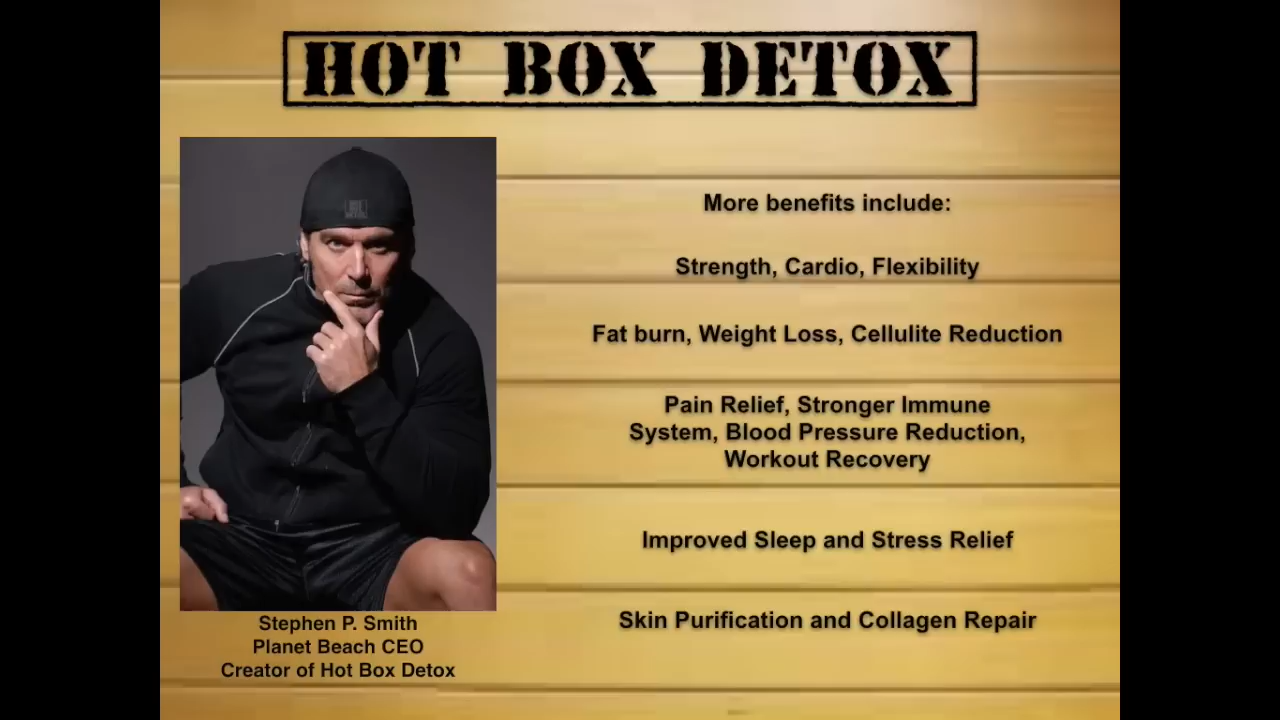 HOT BOX DETOX
More benefits include:
Strength, Cardio, Flexibility
Fat burn, Weight Loss, Cellulite Reduction
Pain Relief, Stronger Immune
System, Blood Pressure Reduction,
Workout Recovery
Improved Sleep and Stress Relief
Skin Purification and Collagen Repair
Stephen P. Smith
Planet Beach CEO
Creator of Hot Box Detox